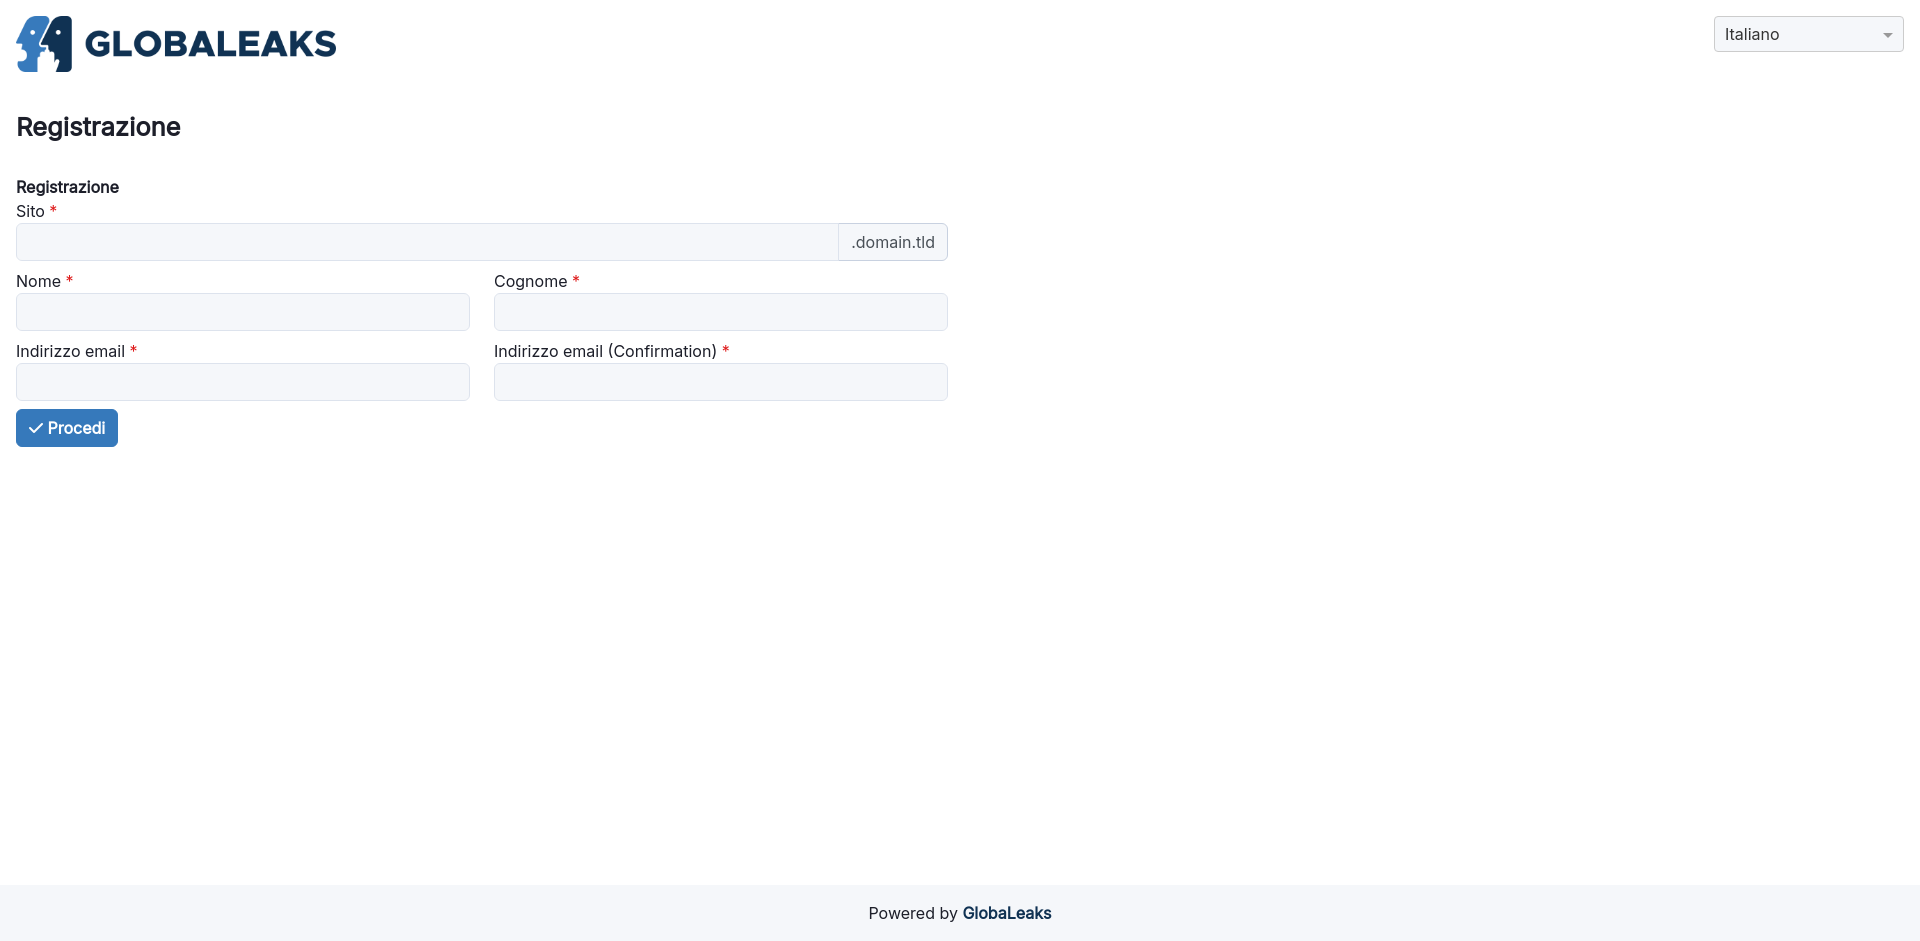 GLOBALEAKS
Italiano
Registrazione
Registrazione
Sito *
.domain.tld
Nome * Cognome *
Indirizzo email * Indirizzo email (Confirmation) *
Procedi
Powered by GlobaLeaks